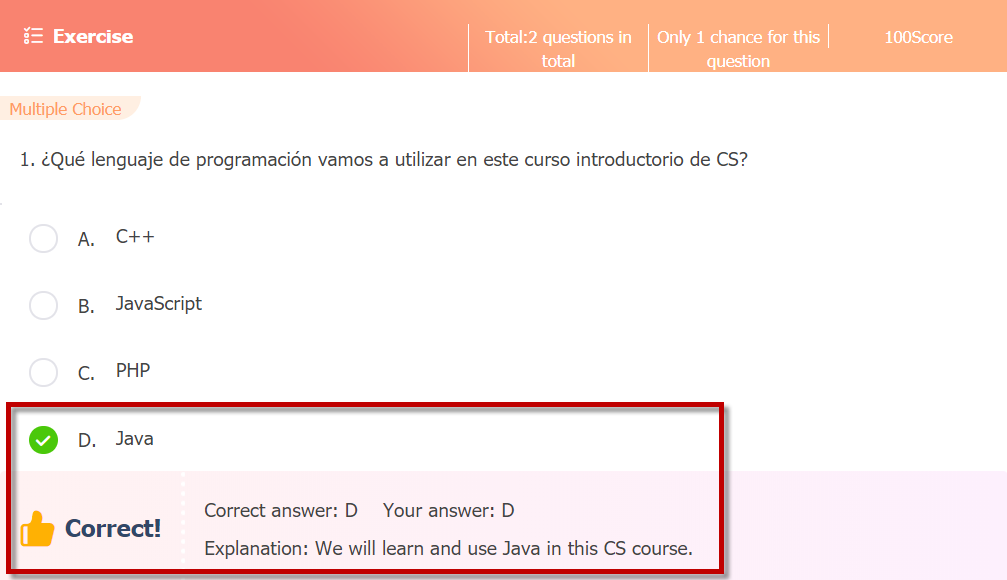 Exercise
Total:2 questions in
total
Only 1 chance for this
question
100Score
Multiple Choice
1. ¿Qué lenguaje de programación vamos a utilizar en este curso introductorio de CS?
A. C++
B. JavaScript
C. PHP
D. Java
Correct!
Correct answer: D Your answer: D
Explanation: We will learn and use Java in this CS course.